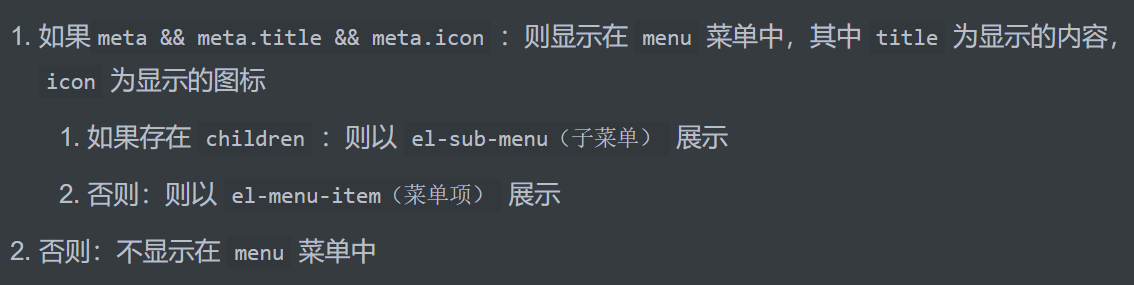 1. 如果 meta && meta.title && meta.icon ：则显示在 menu 菜单中，其中 title 为显示的内容，
icon 为显示的图标
1. 如果存在 children ：则以 el-sub-menu（子菜单） 展示
2. 否则：则以 el-menu-item（菜单项） 展示
2. 否则：不显示在 menu 菜单中